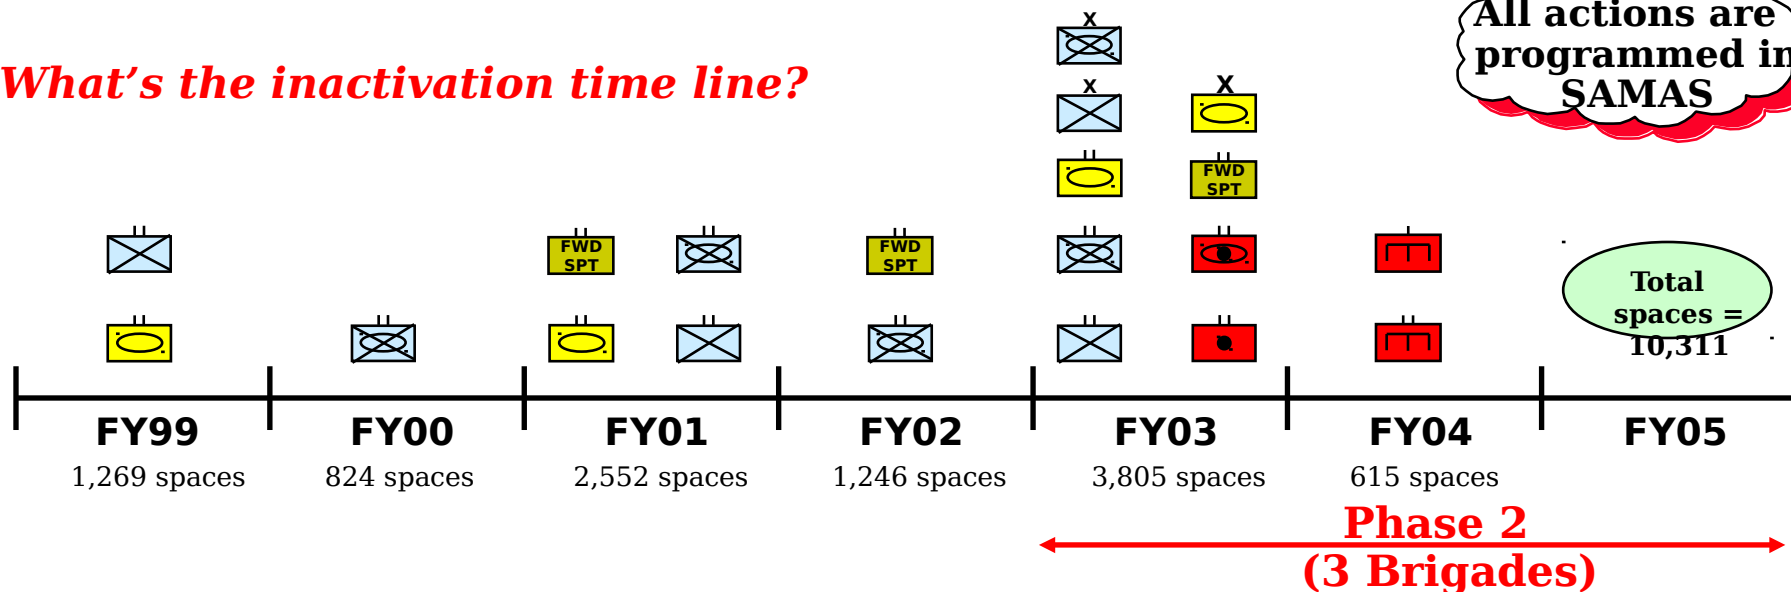 All actions are
programmed in
SAMAS
What’s the inactivation time line?
X
X
X
FWD
SPT
FWD
SPT
FWD
SPT
Total
spaces =
10,311
FY99
FY00
FY01
FY02
FY03
FY04
FY05
1,269 spaces
824 spaces
2,552 spaces
1,246 spaces
3,805 spaces
615 spaces
Phase 2
(3 Brigades)